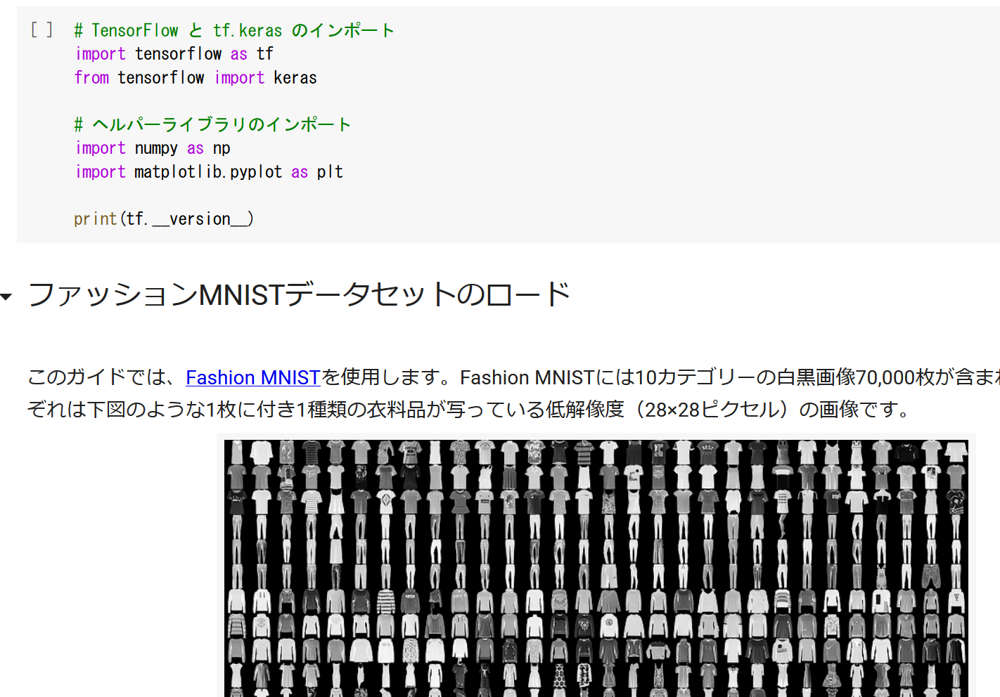 [ ] # TensorFlow と tf.keras のインポート
import tensorflow as tf
from tensorflow import keras
# ヘルパーライブラリのインポート
import numpy as np
import matplotlib.pyplot as plt
print(tf.__version__)
ファッションMNISTデータセットのロード
このガイドでは、Fashion MNISTを使用します。Fashion MNISTには10カテゴリーの白黒画像70,000枚が含ま
ぞれは下図のような1枚に付き1種類の衣料品が写っている低解像度（28×28ピクセル）の画像です。